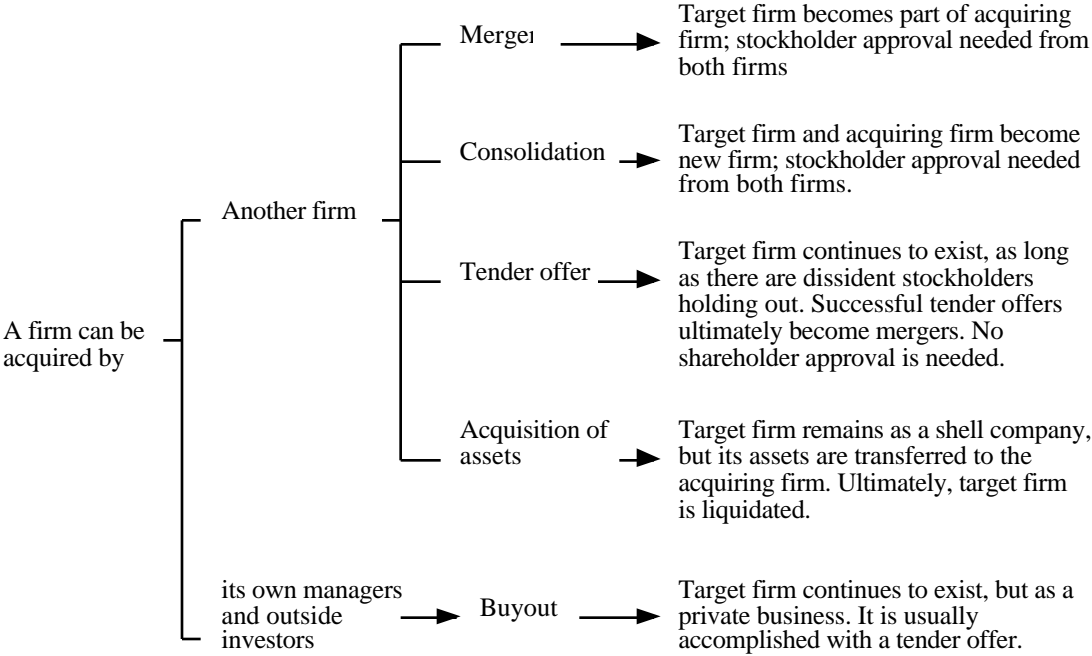 Merger
Target firm becomes part of acquiring
firm; stockholder approval needed from
both firms
Consolidation
Target firm and acquiring firm become
new firm; stockholder approval needed
from both firms.
Another firm
Tender offer
Target firm continues to exist, as long
as there are dissident stockholders
holding out. Successful tender offers
ultimately become mergers. No
shareholder approval is needed.
A firm can be
acquired by
Acquisition of
assets
Target firm remains as a shell company,
but its assets are transferred to the
acquiring firm. Ultimately, target firm
is liquidated.
its own managers
and outside
investors
Buyout
Target firm continues to exist, but as a
private business. It is usually
accomplished with a tender offer.